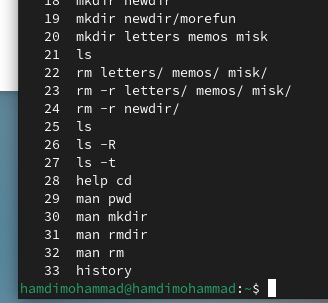 18 mkdir newdir
19 mkdir newdir/morefun
20 mkdir letters memos misk
21 ls
22 rm letters/ memos/ misk/
23 rm -r letters/ memos/ misk/
24 rm -r newdir/
25 ls
26 ls -R
27 ls -t
28 help cd
29 man pwd
30 man mkdir
31 man rmdir
32 man rm
33 history
hamdimohammad@hamdimohammad:~$